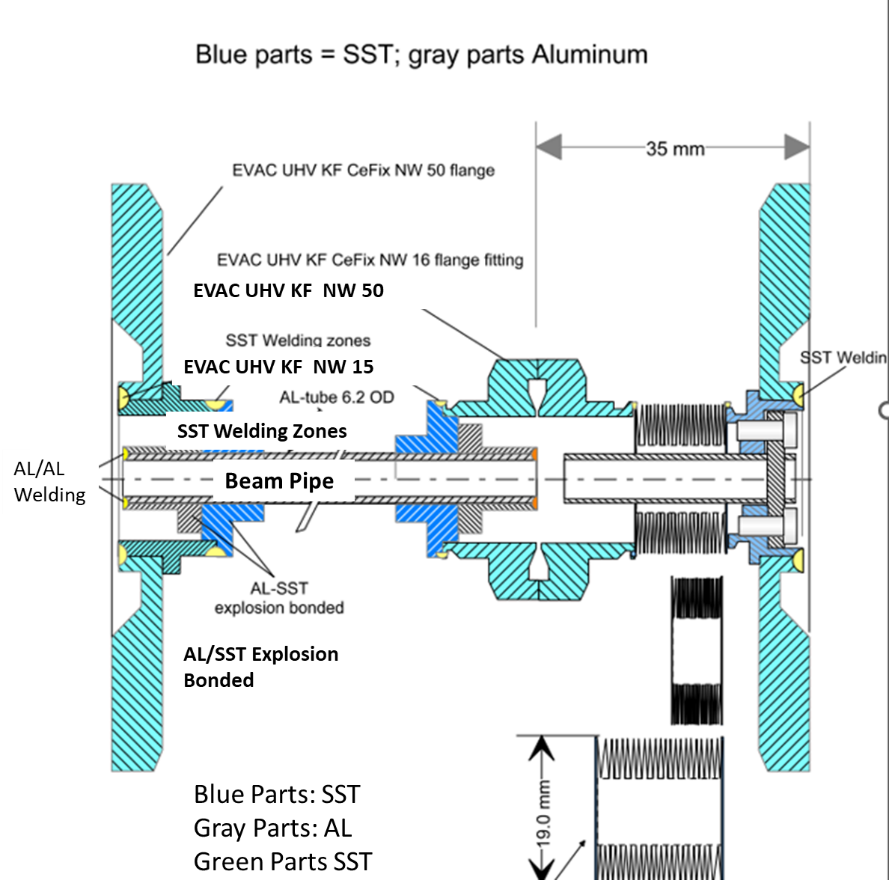 Blue parts = SST; gray parts Aluminum
35 mm
EVAC UHV KF CeFix NW 50 flange
EVAC UHV KF CeFix NW 16 flange fitting
EVAC UHV KF  NW 50
SST Welding zones
SST Weldin
EVAC UHV KF  NW 15
AL-tube 6.2 OD
SST Welding Zones
AL/AL
Welding
Beam Pipe
AL-SST
explosion bonded
AL/SST Explosion
Bonded
Blue Parts: SST
Gray Parts: AL
Green Parts SST
19.0 mm